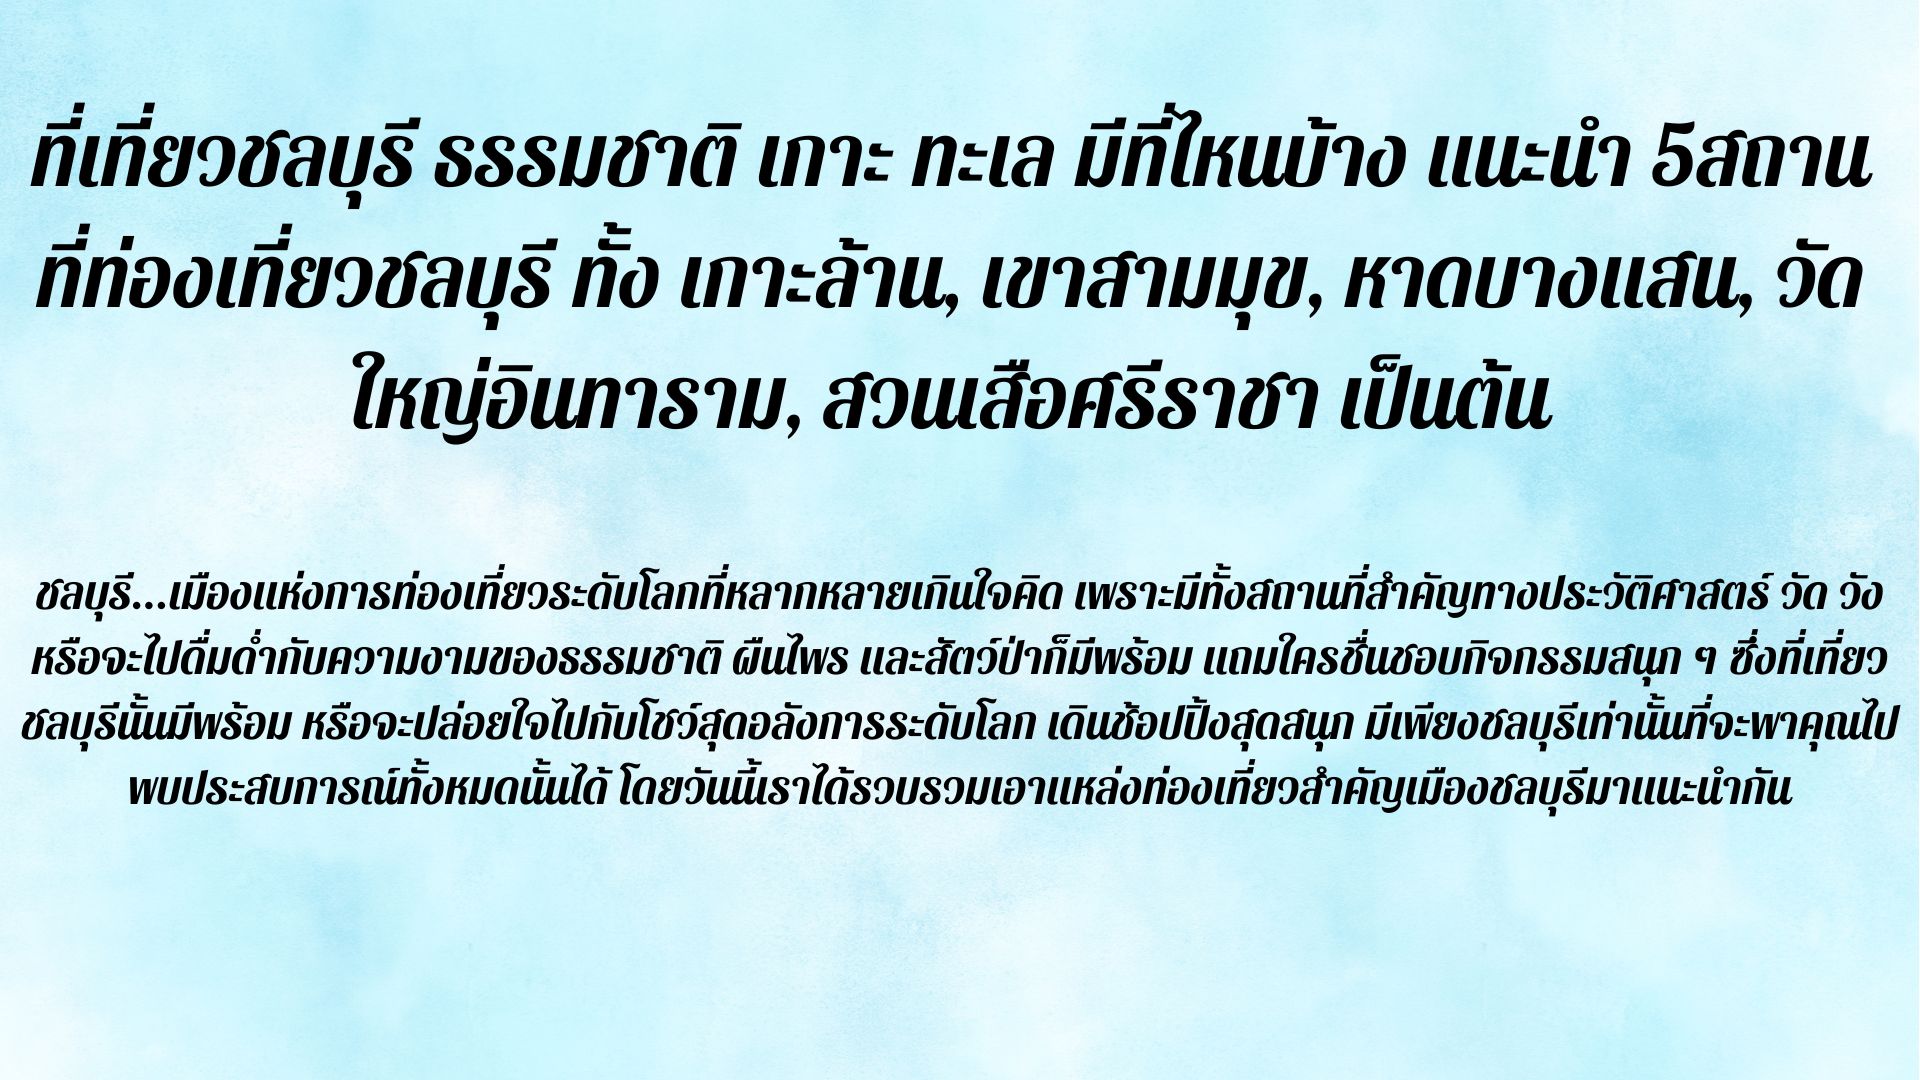 ที่เที่ยวชลบุรี ธรรมชาติ เกาะ ทะเล มีที่ไหนบ้าง แนะนำ 5สถาน
ที่ท่องเที่ยวชลบุรี ทั้ง เกาะล้าน, เขาสามมุข, หาดบางแสน, วัด
ใหญ่อินทาราม, สวนเสือศรีราชา เป็นต้น
ชลบุรี...เมืองแห่งการท่องเที่ยวระดับโลกที่หลากหลายเกินใจคิด เพราะมีทั้งสถานที่สำคัญทางประวัติศาสตร์ วัด วัง
หรือจะไปดื่มด่ำกับความงามของธรรมชาติ ผืนไพร และสัตว์ป่าก็มีพร้อม แถมใครชื่นชอบกิจกรรมสนุก ๆ ซึ่งที่เที่ยว
ชลบุรีนั้นมีพร้อม หรือจะปล่อยใจไปกับโชว์สุดอลังการระดับโลก เดินช้อปปิ้งสุดสนุก มีเพียงชลบุรีเท่านั้นที่จะพาคุณไป
พบประสบการณ์ทั้งหมดนั้นได้ โดยวันนี้เราได้รวบรวมเอาแหล่งท่องเที่ยวสำคัญเมืองชลบุรีมาแนะนำกัน